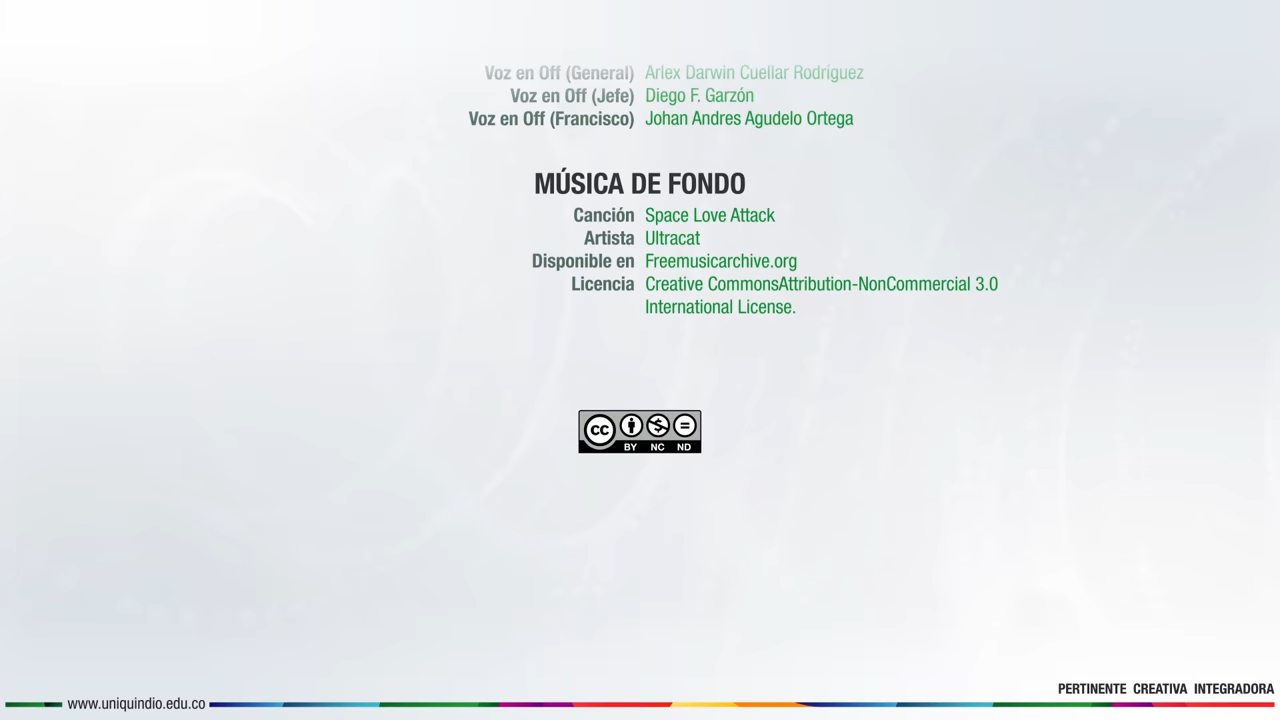 Voz en Off (General) Arlex Darwin Cuellar Rodríguez
Voz en Off (Jefe) Diego F. Garzón
Voz en Off (Francisco) Johan Andres Agudelo Ortega
MÚSICA DE FONDO
Canción Space Love Attack
Artista Ultracat
Disponible en Freemusicarchive.org
Licencia Creative CommonsAttribution-NonCommercial 3.0
International License.
cc BY NC ND
PERTINENTE CREATIVA INTEGRADORA
www.uniquindio.edu.co